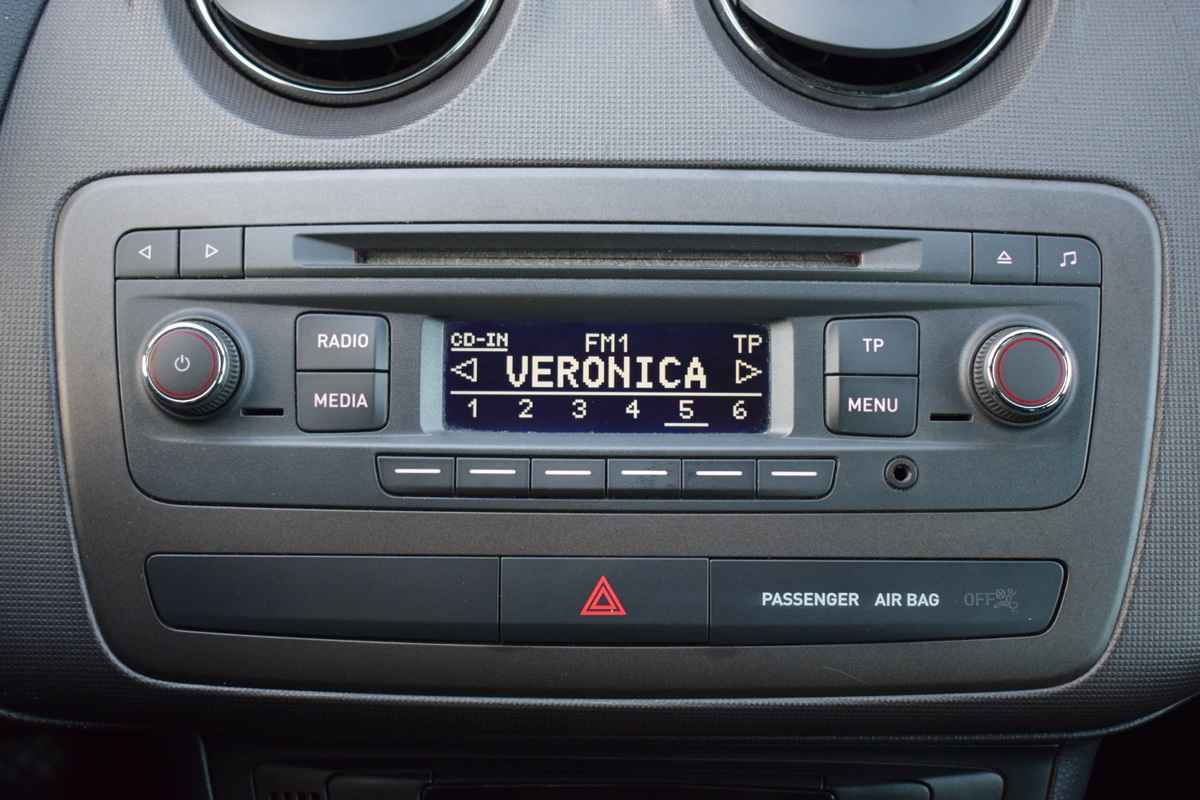 RADIO
MEDIA
CD-IN FM1 TP
VERONICA
1 2 3 4 5 6
TP
MENU
PASSENGER AIR BAG OFF